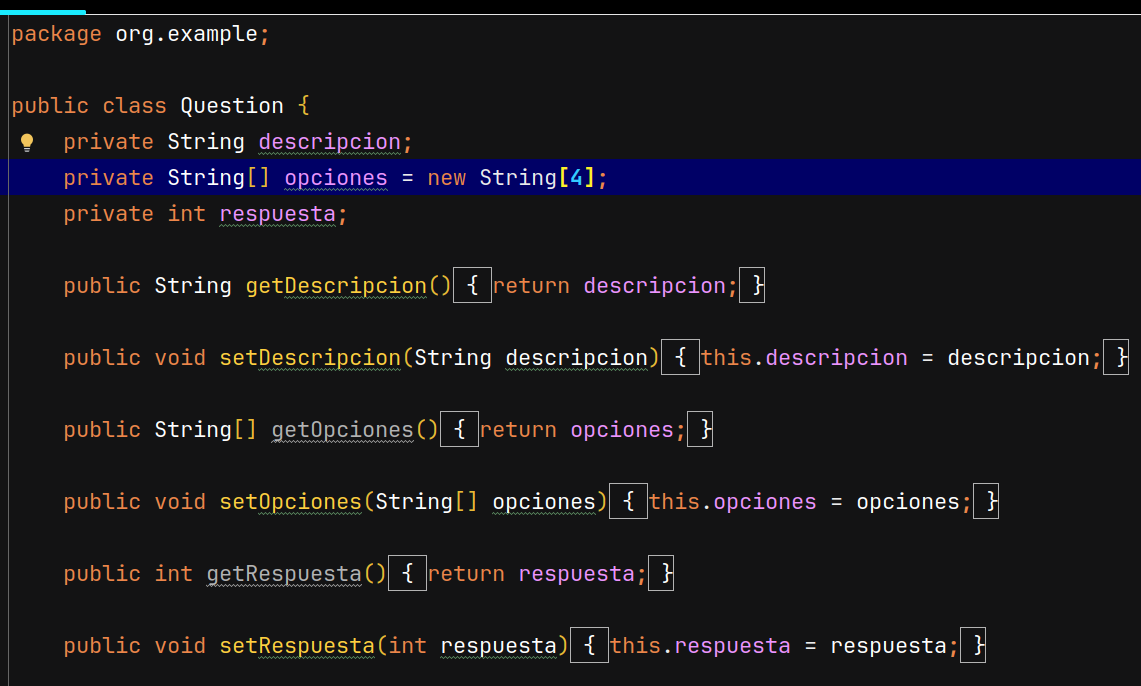 package org.example;
public class Question {
private String descripcion;
private String[] opciones = new String[4];
private int respuesta;
public String getDescripcion() { return descripcion; }
public void setDescripcion(String descripcion) { this.descripcion = descripcion; }
public String[] getOpciones() { return opciones; }
public void setOpciones(String[] opciones) { this.opciones = opciones; }
public int getRespuesta() { return respuesta; }
public void setRespuesta(int respuesta) { this.respuesta = respuesta; }